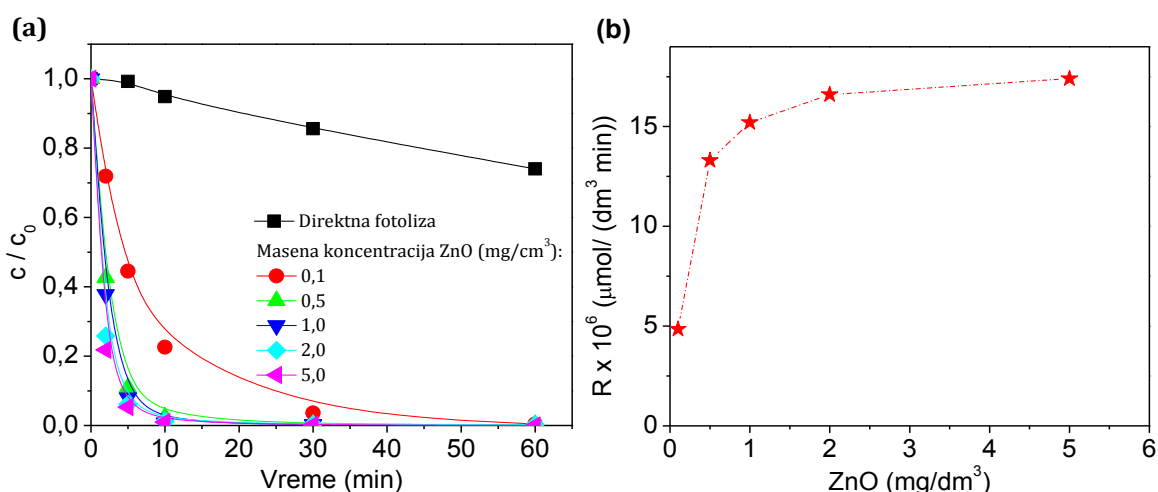 (a)
1,0
0,8
0,6
0,4
0,2
0,0
c / c₀
0 10 20 30 40 50 60
Vreme (min)
Direktna fotoliza
Masena koncentracija ZnO (mg/cm³):
0,1
0,5
1,0
2,0
5,0
(b)
15
10
5
0
R x 10⁶ (μmol/ (dm³ min))
0 1 2 3 4 5 6
ZnO (mg/dm³)